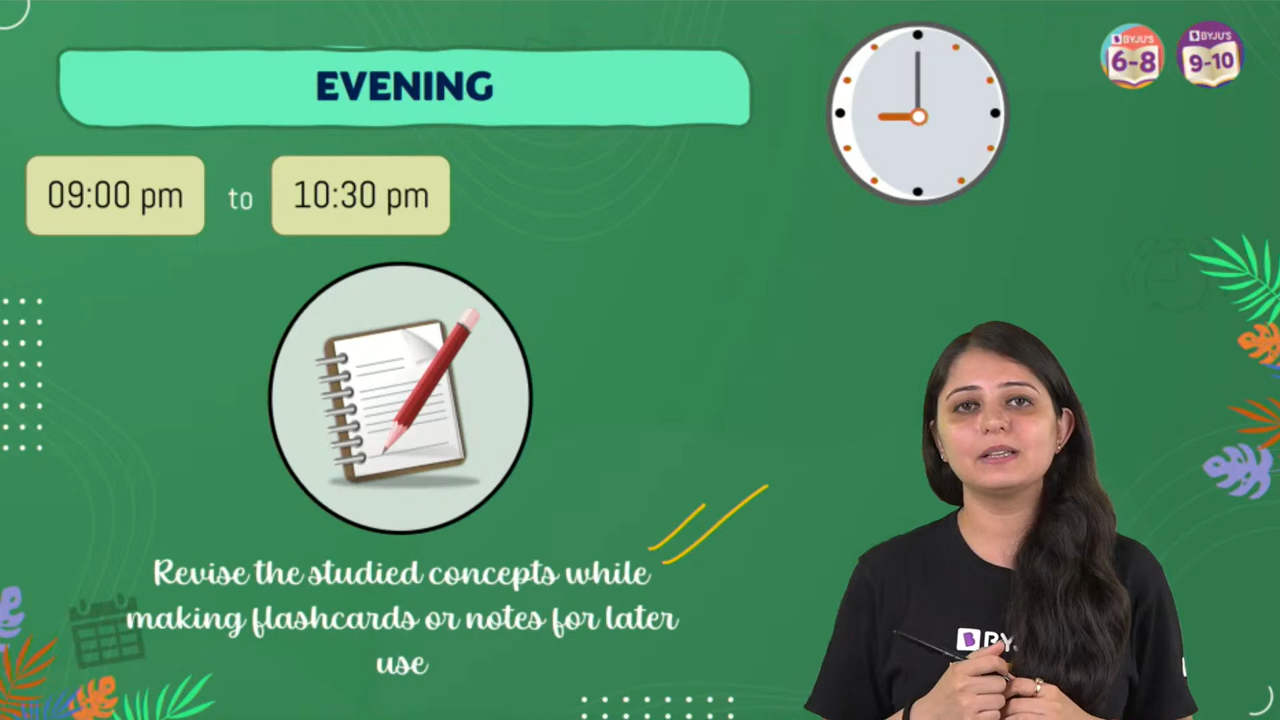 EVENING
BYJU'S
6-8
BYJU'S
9-10
09:00 pm to 10:30 pm
Revise the studied concepts while
making flashcards or notes for later
use